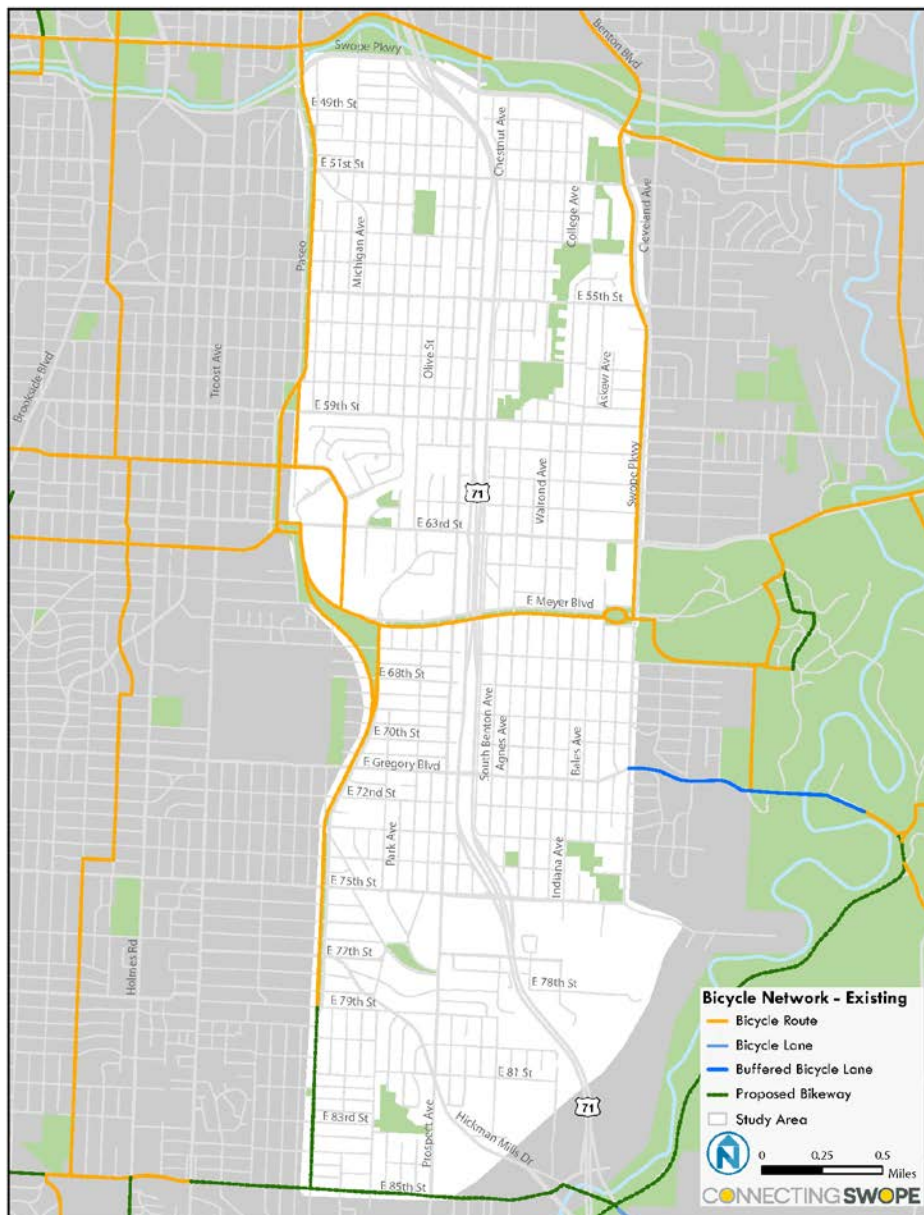 Swope Pkwy
Benton Blvd
E 49th St
Chestnut Ave
E 51st St
College Ave
Cleveland Ave
Michigan Ave
Paseo
E 55th St
Olive St
Troost Ave
Askew Ave
Brookside Blvd
E 59th St
71
Walrond Ave
Swope Pkwy
E 63rd St
E Meyer Blvd
E 68th St
South Benton Ave
Agnes Ave
E 70th St
Bales Ave
E Gregory Blvd
E 72nd St
Park Ave
Indiana Ave
E 75th St
Holmes Rd
E 77th St
E 78th St
E 79th St
E 81 St
71
E 83rd St
Prospect Ave
Hickman Mills Dr
E 85th St
Bicycle Network - Existing
Bicycle Route
Bicycle Lane
Buffered Bicycle Lane
Proposed Bikeway
Study Area
N
0 0.25 0.5
Miles
CONNECTING SWOPE